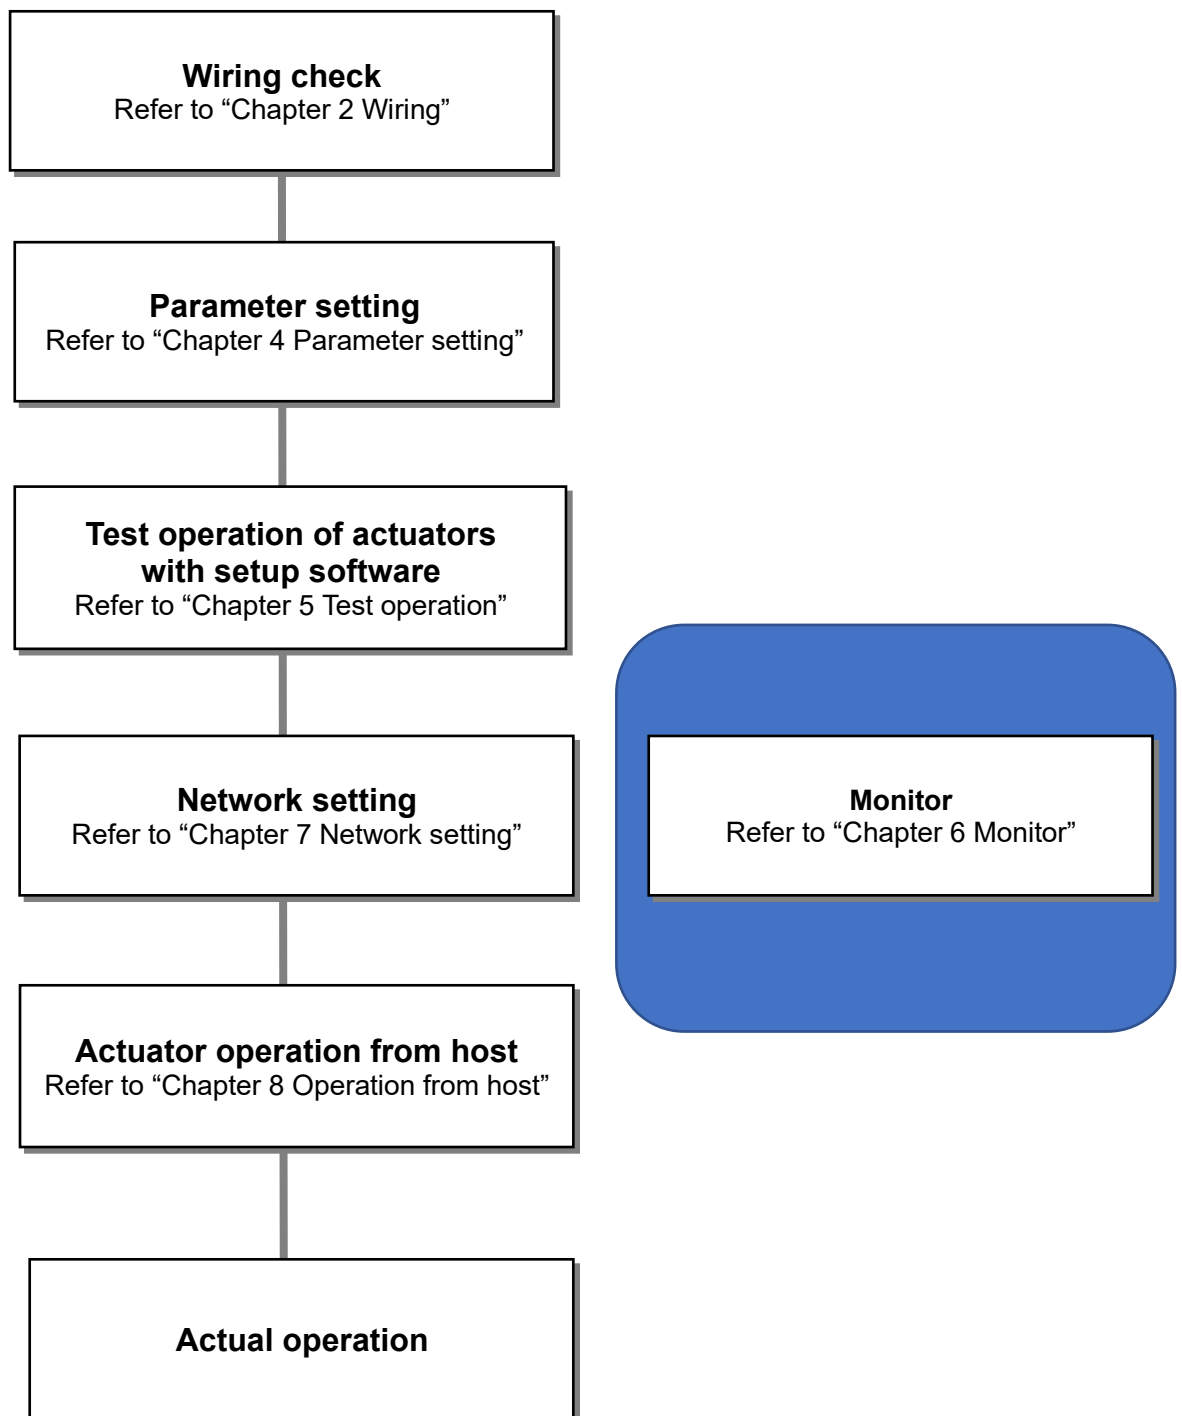 Wiring check
Refer to “Chapter 2 Wiring”
Parameter setting
Refer to “Chapter 4 Parameter setting”
Test operation of actuators
with setup software
Refer to “Chapter 5 Test operation”
Network setting
Refer to “Chapter 7 Network setting”
Monitor
Refer to “Chapter 6 Monitor”
Actuator operation from host
Refer to “Chapter 8 Operation from host”
Actual operation